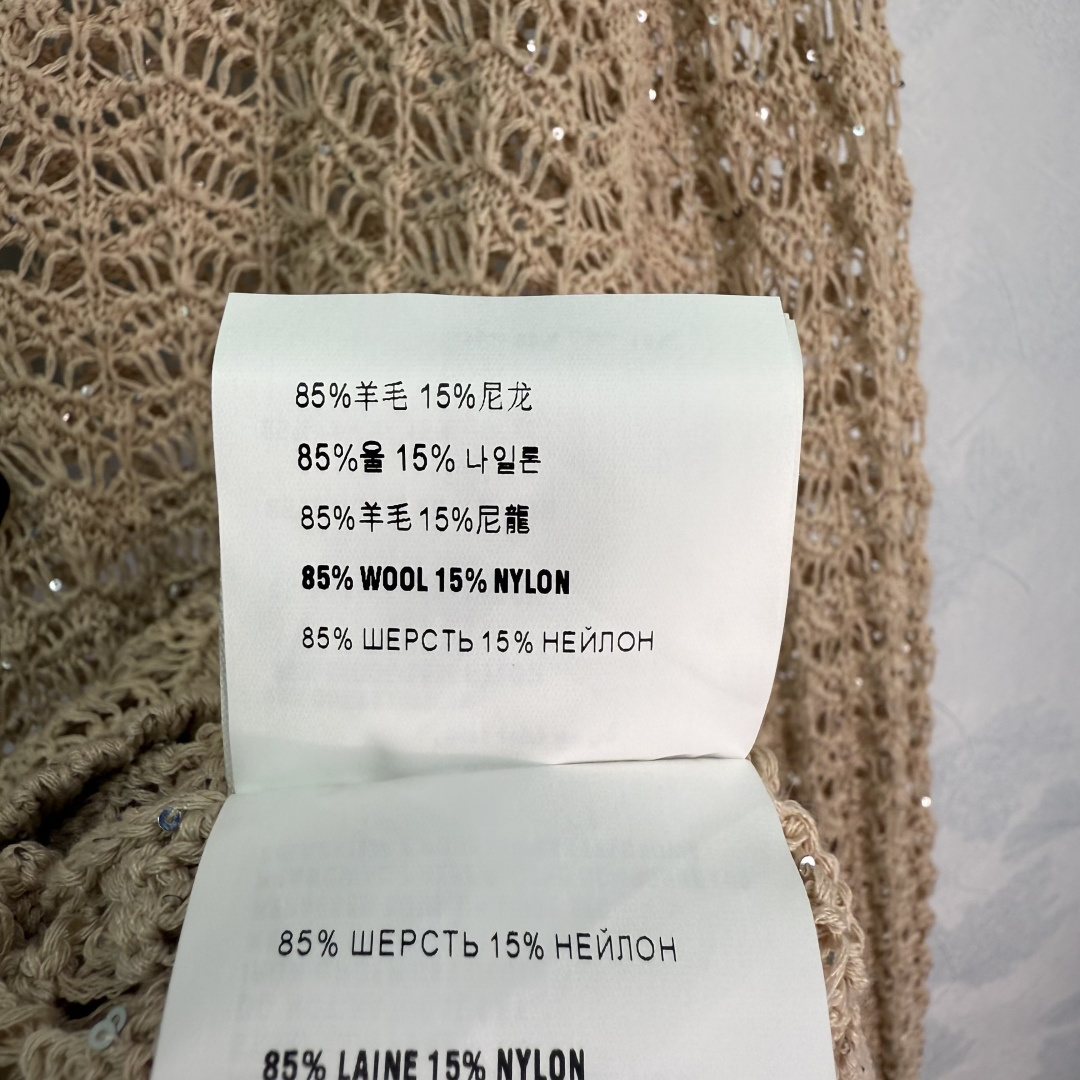 85%羊毛 15%尼龙
85%울 15% 나일론
85%羊毛 15%尼龍
85% WOOL 15% NYLON
85% ШЕРСТЬ 15% НЕЙЛОН
85% ШЕРСТЬ 15% НЕЙЛОН
85% LAINE 15% NYLON